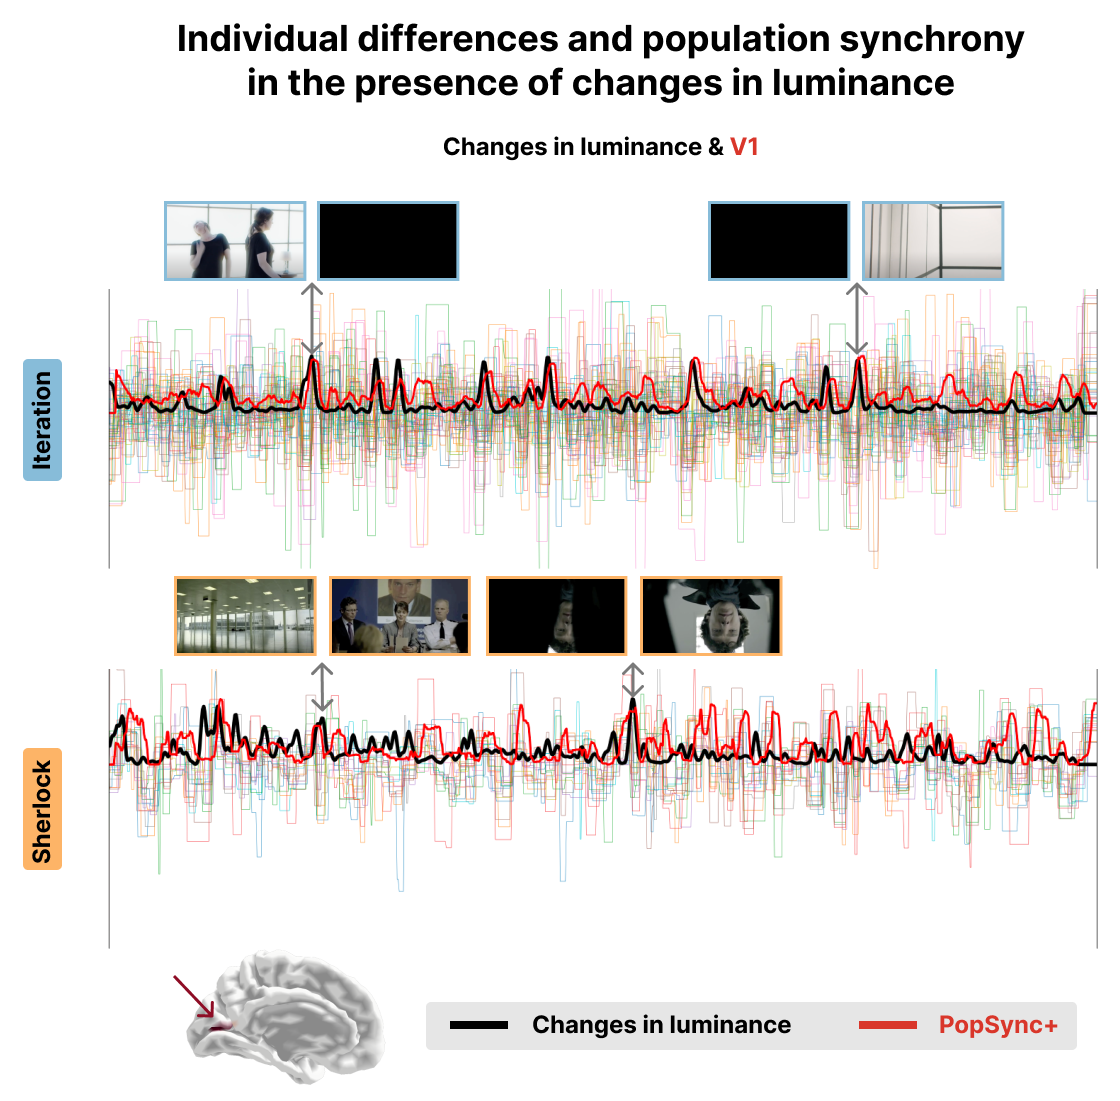 Individual differences and population synchrony
in the presence of changes in luminance
Changes in luminance & V1
Iteration
Sherlock
Changes in luminance
PopSync+